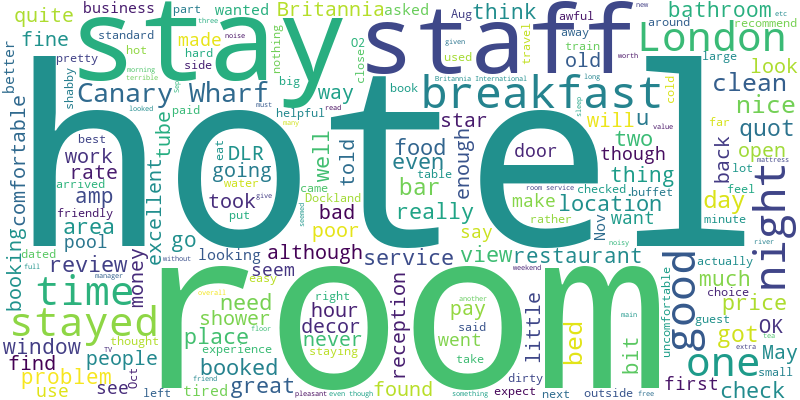 hotel
room
stay
staff
breakfast
London
night
good
one
time
stayed
Canary Wharf
Britannia
business
part
wanted
asked
think
bathroom
quite
fine
standard
three
noise
made
hot
hard
side
nothing
Aug
awful
given
used
travel
new
around
recommend
etc
away
train
old
O2
close
better
pretty
shabby
morning
terrible
Sep
looked
paid
big
way
book
Britannia International
long
worth
must
read
many
helpful
star
sleep
cold
large
look
clean
nice
comfortable
best
work
rate
tube
DLR
going
eat
well
told
food
even
enough
will
u
two
quot
value
far
back
open
though
door
thing
arrived
amp
friendly
area
pool
excellent
took
water
give
put
came
seemed
Dockland
bar
table
really
make
room service
checked
buffet
lot
feel
mattress
location
rather
want
Nov
day
minute
booking
dated
full
review
money
go
without
manager
looking
although
bad
poor
seem
service
say
view
restaurant
noisy
river
actually
much
choice
guest
price
weekend
overall
easy
need
shower
place
experience
right
hour
decor
never
floor
staying
reception
another
pay
said
went
take
little
bed
bit
main
uncomfortable
got
tea
extra
OK
May
small
window
thought
TV
people
find
problem
use
see
Oct
left
tired
booked
great
friend
pleasant
even though
found
something
dirty
expect
next
outside
free
first
check